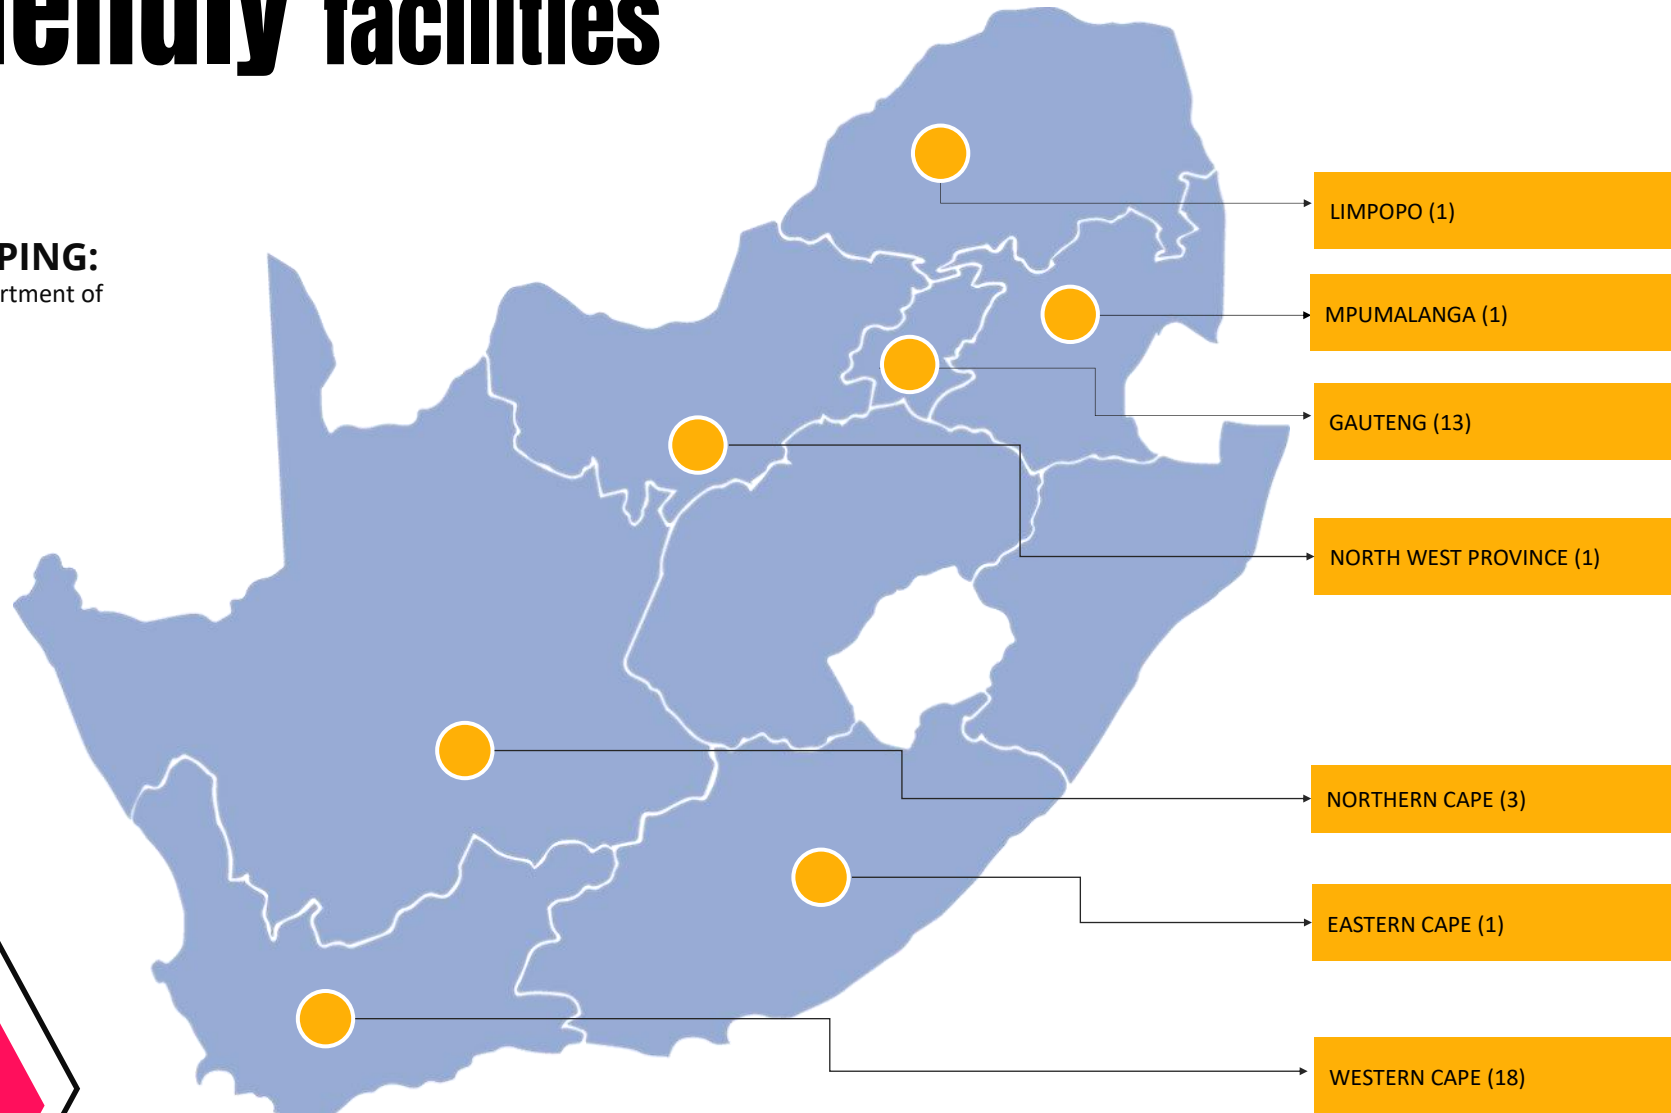 facilities
LIMPOPO (1)
PING:
rtment of
MPUMALANGA (1)
GAUTENG (13)
NORTH WEST PROVINCE (1)
NORTHERN CAPE (3)
EASTERN CAPE (1)
WESTERN CAPE (18)